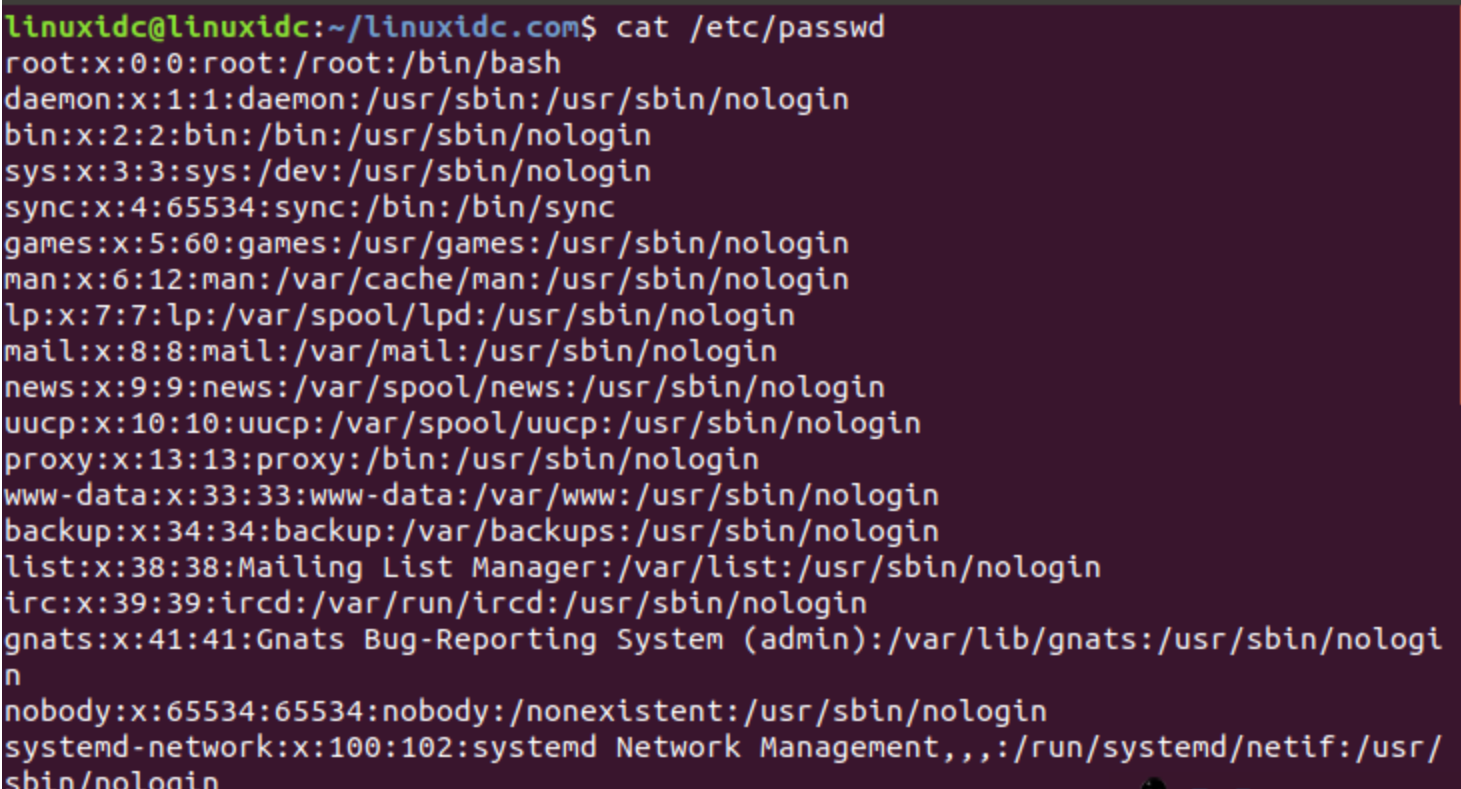 linuxidc@linuxidc:~/linuxidc.com$ cat /etc/passwd
root:x:0:0:root:/root:/bin/bash
daemon:x:1:1:daemon:/usr/sbin:/usr/sbin/nologin
bin:x:2:2:bin:/bin:/usr/sbin/nologin
sys:x:3:3:sys:/dev:/usr/sbin/nologin
sync:x:4:65534:sync:/bin:/bin/sync
games:x:5:60:games:/usr/games:/usr/sbin/nologin
man:x:6:12:man:/var/cache/man:/usr/sbin/nologin
lp:x:7:7:lp:/var/spool/lpd:/usr/sbin/nologin
mail:x:8:8:mail:/var/mail:/usr/sbin/nologin
news:x:9:9:news:/var/spool/news:/usr/sbin/nologin
uucp:x:10:10:uucp:/var/spool/uucp:/usr/sbin/nologin
proxy:x:13:13:proxy:/bin:/usr/sbin/nologin
www-data:x:33:33:www-data:/var/www:/usr/sbin/nologin
backup:x:34:34:backup:/var/backups:/usr/sbin/nologin
list:x:38:38:Mailing List Manager:/var/list:/usr/sbin/nologin
irc:x:39:39:ircd:/var/run/ircd:/usr/sbin/nologin
gnats:x:41:41:Gnats Bug-Reporting System (admin):/var/lib/gnats:/usr/sbin/nologi
n
nobody:x:65534:65534:nobody:/nonexistent:/usr/sbin/nologin
systemd-network:x:100:102:systemd Network Management,,,:/run/systemd/netif:/usr/
sbin/nologin